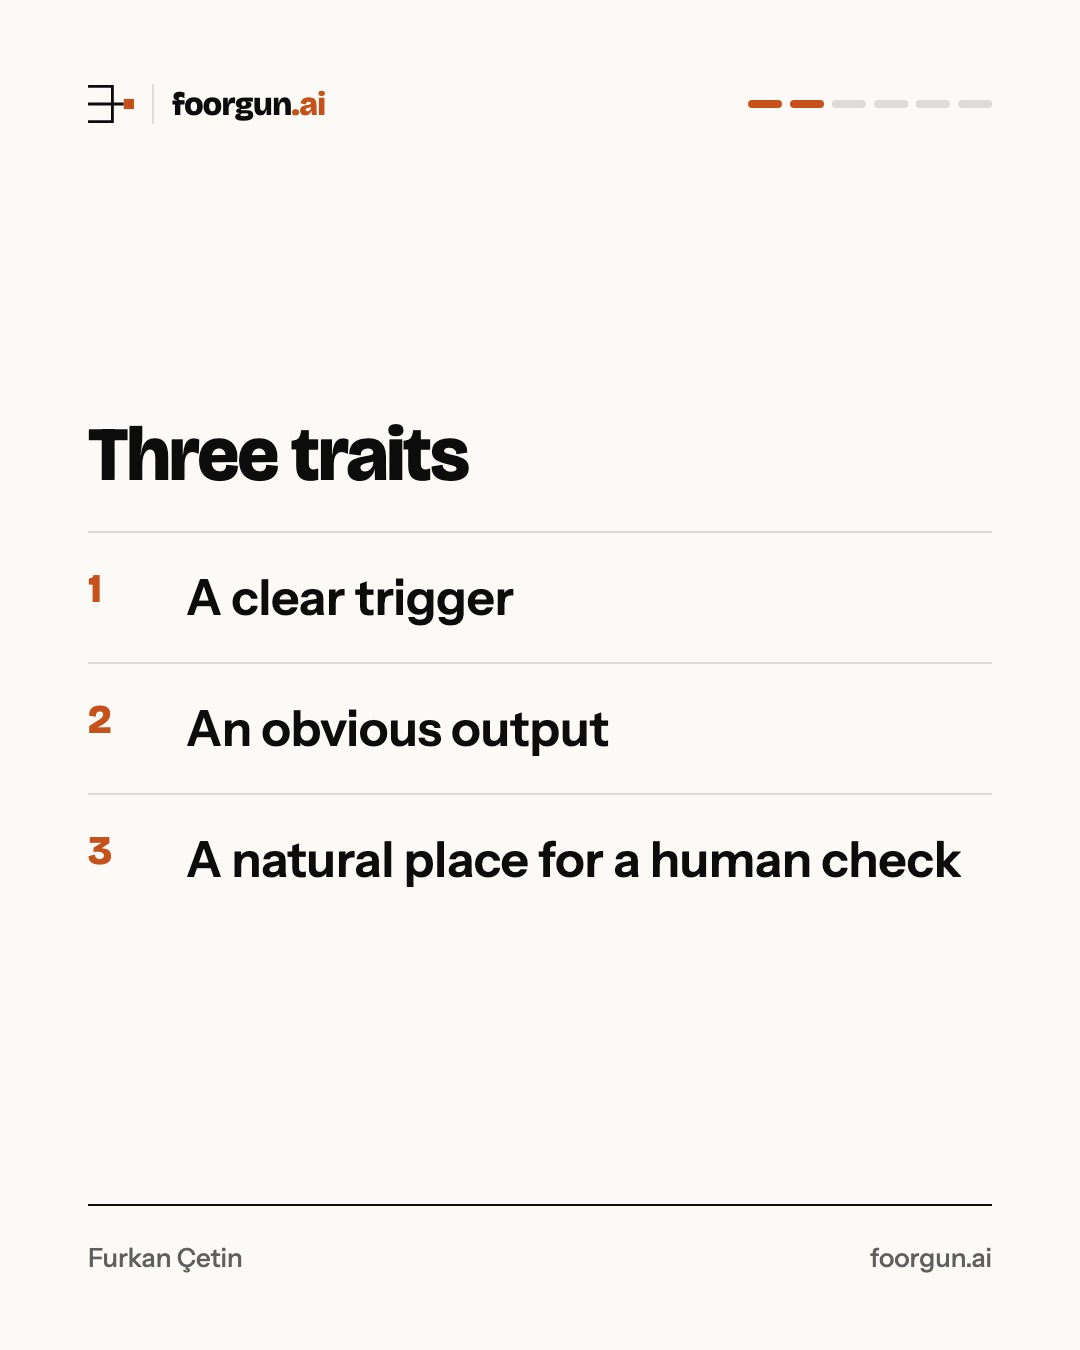 foorgun.ai
Three traits
1 A clear trigger
2 An obvious output
3 A natural place for a human check
Furkan Çetin
foorgun.ai